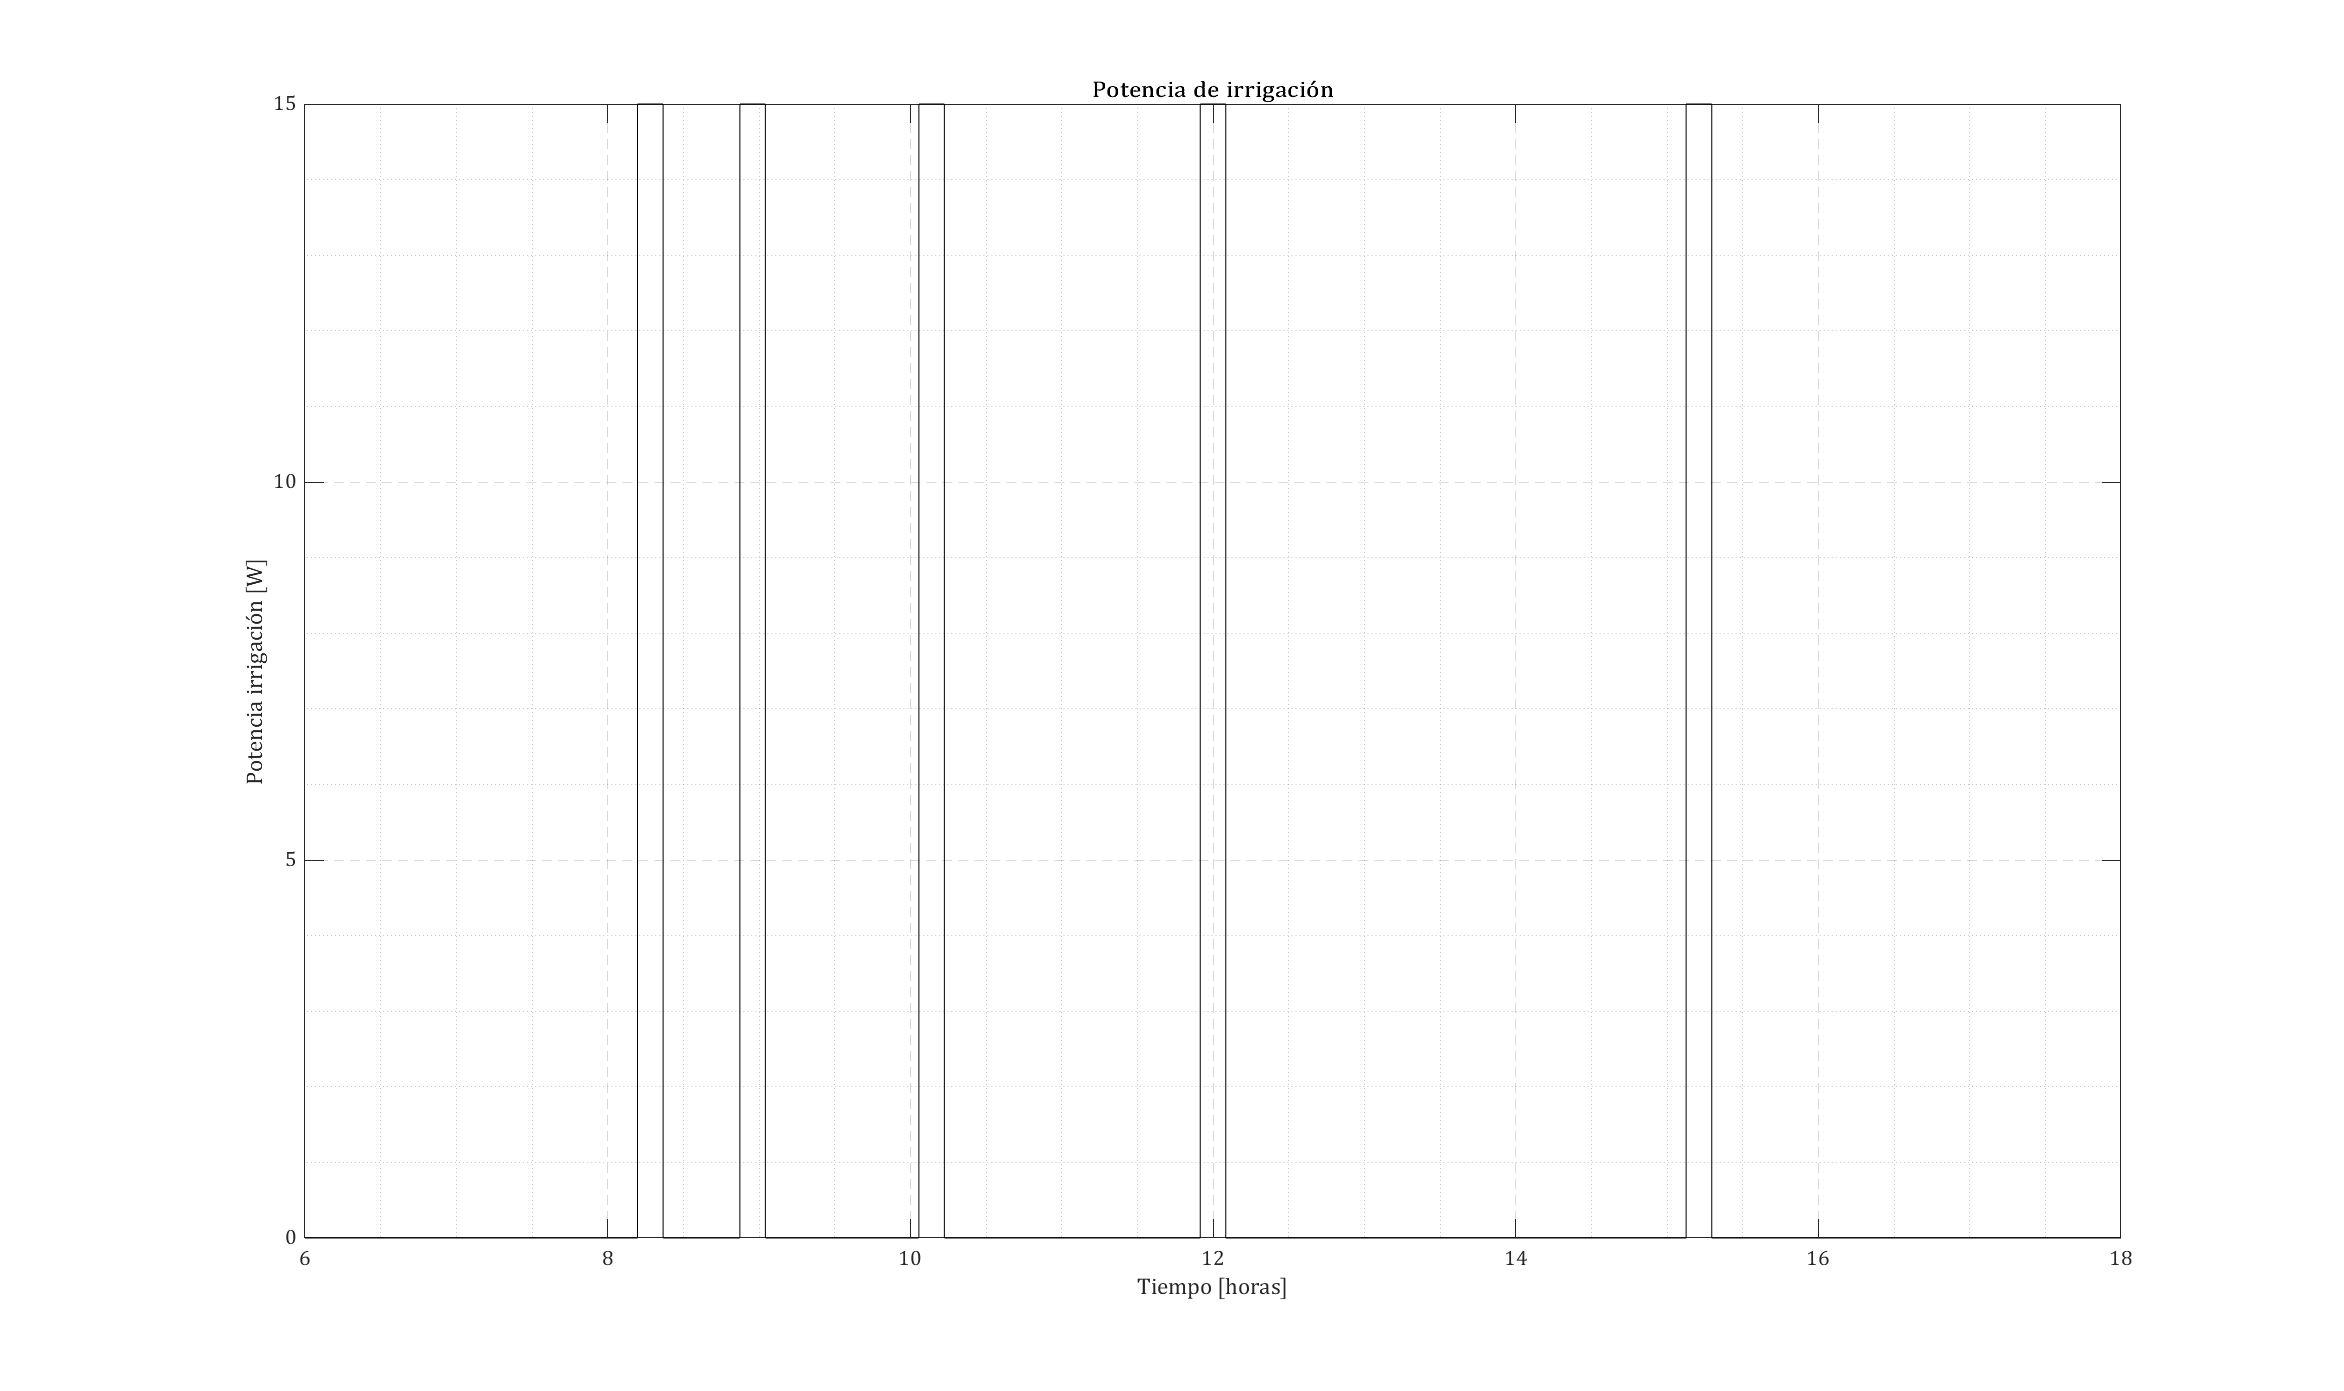 Potencia de irrigación
15
10
5
0
Potencia irrigación [W]
6 8 10 12 14 16 18
Tiempo [horas]